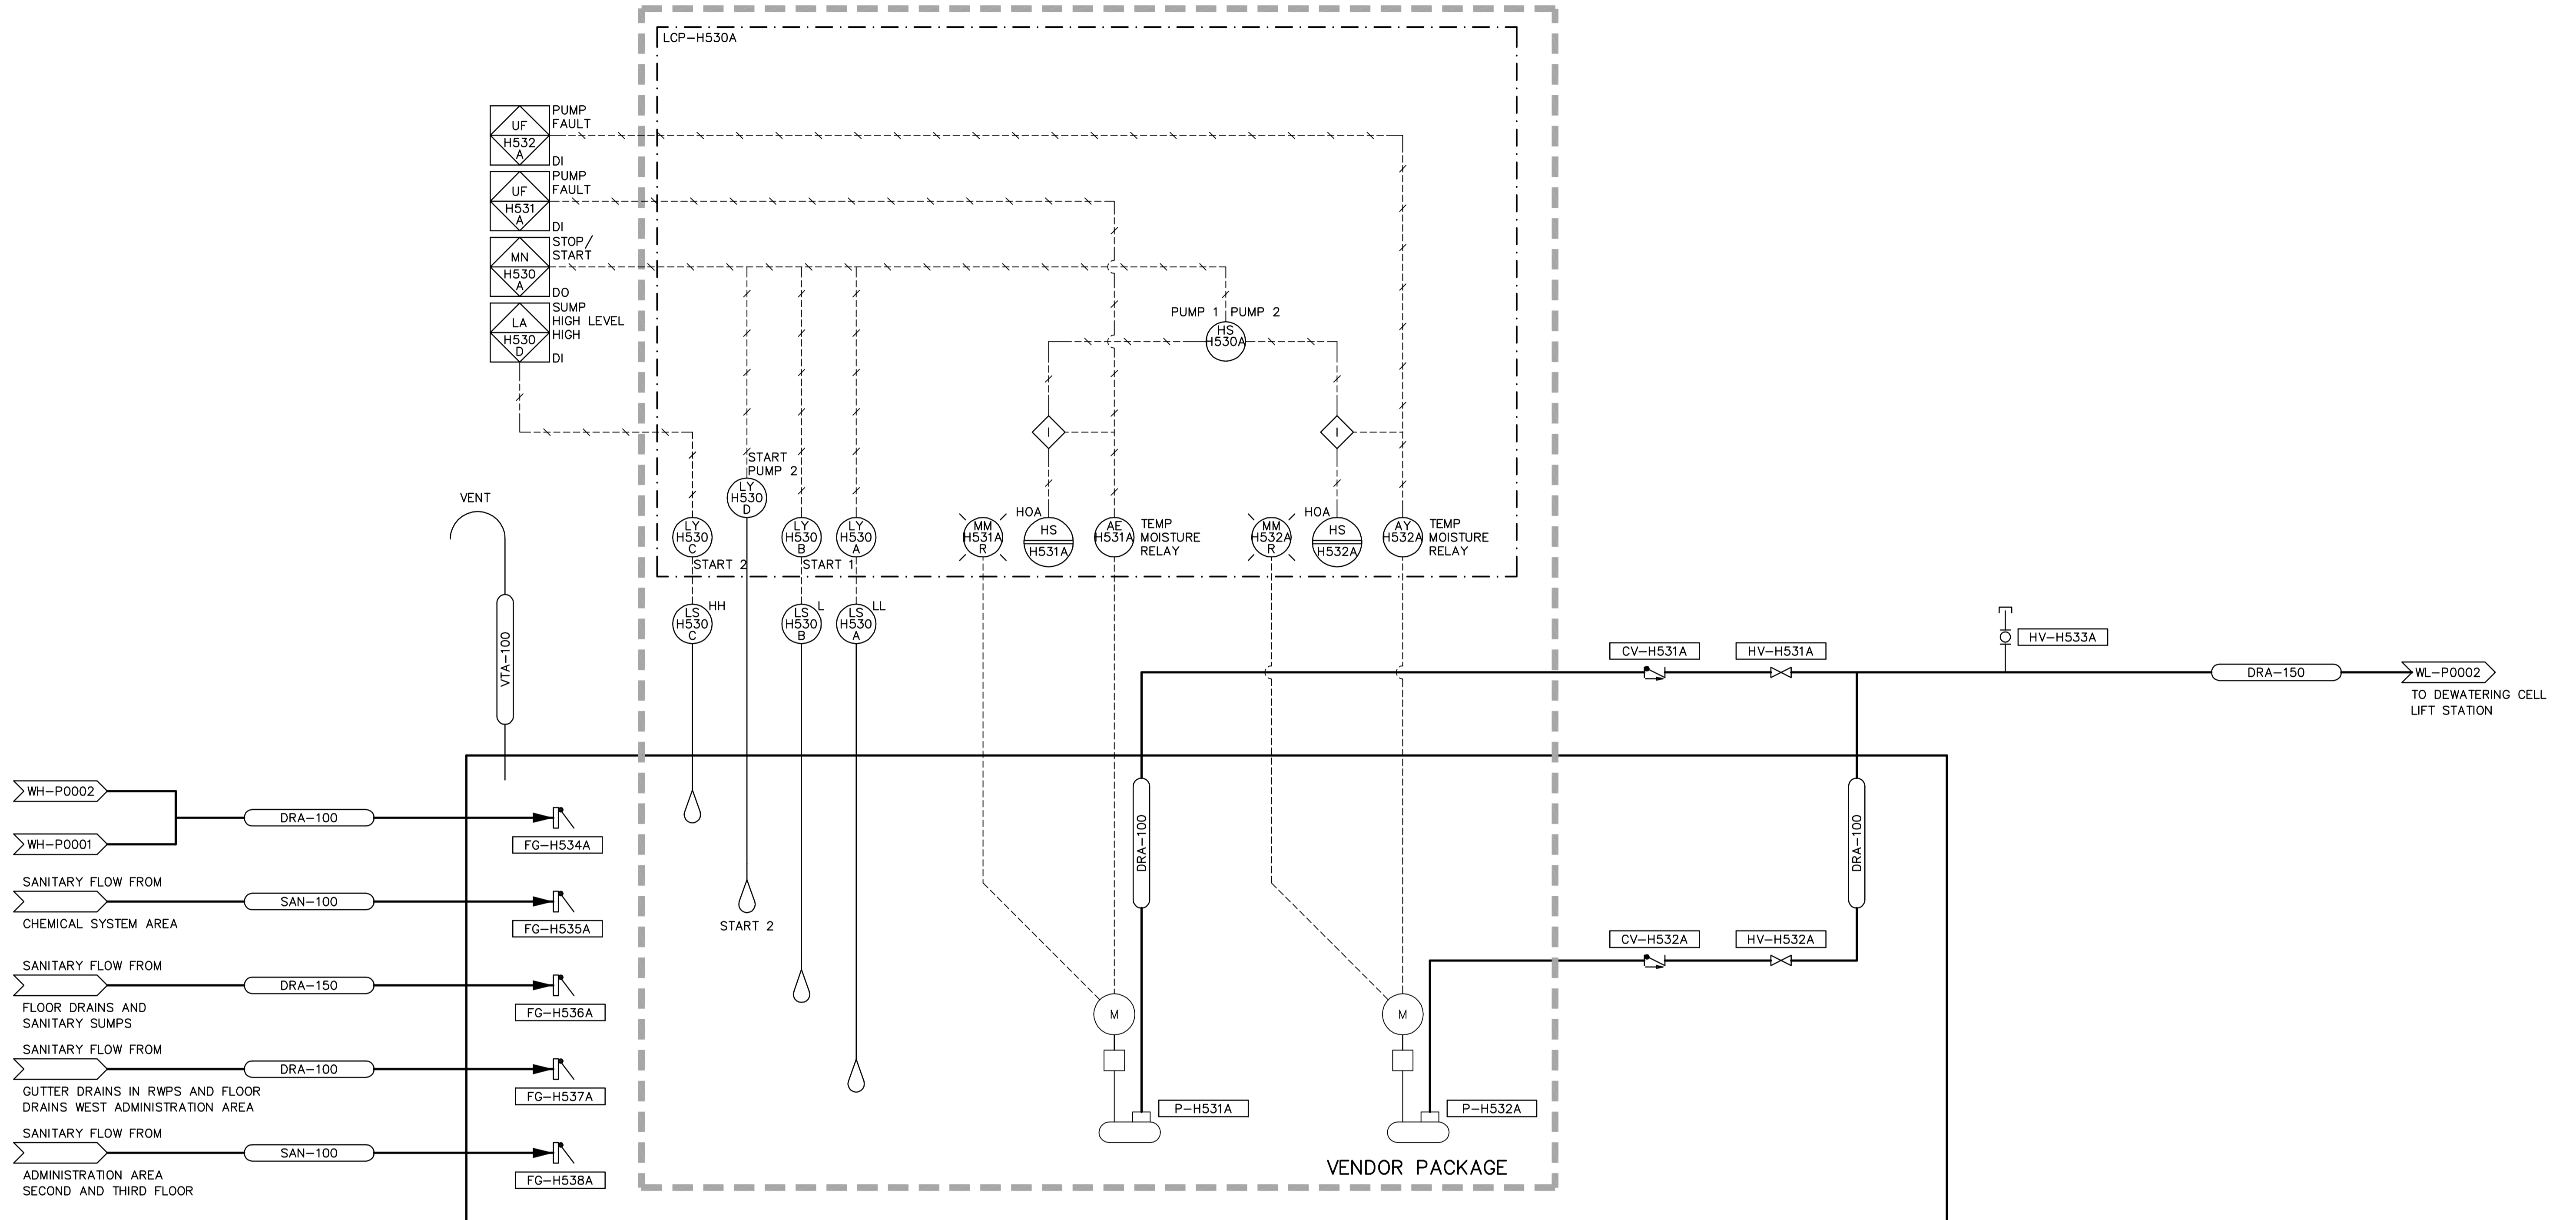 LCP-H530A
UF
H532
A
PUMP
FAULT
DI
UF
H531
A
PUMP
FAULT
DI
MN
H530
A
STOP/
START
DO
LA
H530
D
SUMP
HIGH LEVEL
HIGH
DI
PUMP 1
PUMP 2
HS
H530A
I
I
START
PUMP 2
LY
H530
D
LY
H530
C
START 2
LY
H530
B
START 1
LY
H530
A
MM
H531A
R
HOA
HS
H531A
AE
H531A
TEMP
MOISTURE
RELAY
MM
H532A
R
HOA
HS
H532A
AY
H532A
TEMP
MOISTURE
RELAY
LS
H530
C
HH
LS
H530
B
L
LS
H530
A
LL
VENT
VTA-100
CV-H531A
HV-H531A
HV-H533A
DRA-150
WL-P0002
TO DEWATERING CELL
LIFT STATION
WH-P0002
WH-P0001
DRA-100
FG-H534A
SANITARY FLOW FROM
CHEMICAL SYSTEM AREA
SAN-100
FG-H535A
SANITARY FLOW FROM
FLOOR DRAINS AND
SANITARY SUMPS
DRA-150
FG-H536A
SANITARY FLOW FROM
GUTTER DRAINS IN RWPS AND FLOOR
DRAINS WEST ADMINISTRATION AREA
DRA-100
FG-H537A
SANITARY FLOW FROM
ADMINISTRATION AREA
SECOND AND THIRD FLOOR
SAN-100
FG-H538A
START 2
DRA-100
DRA-100
CV-H532A
HV-H532A
M
M
P-H531A
P-H532A
VENDOR PACKAGE